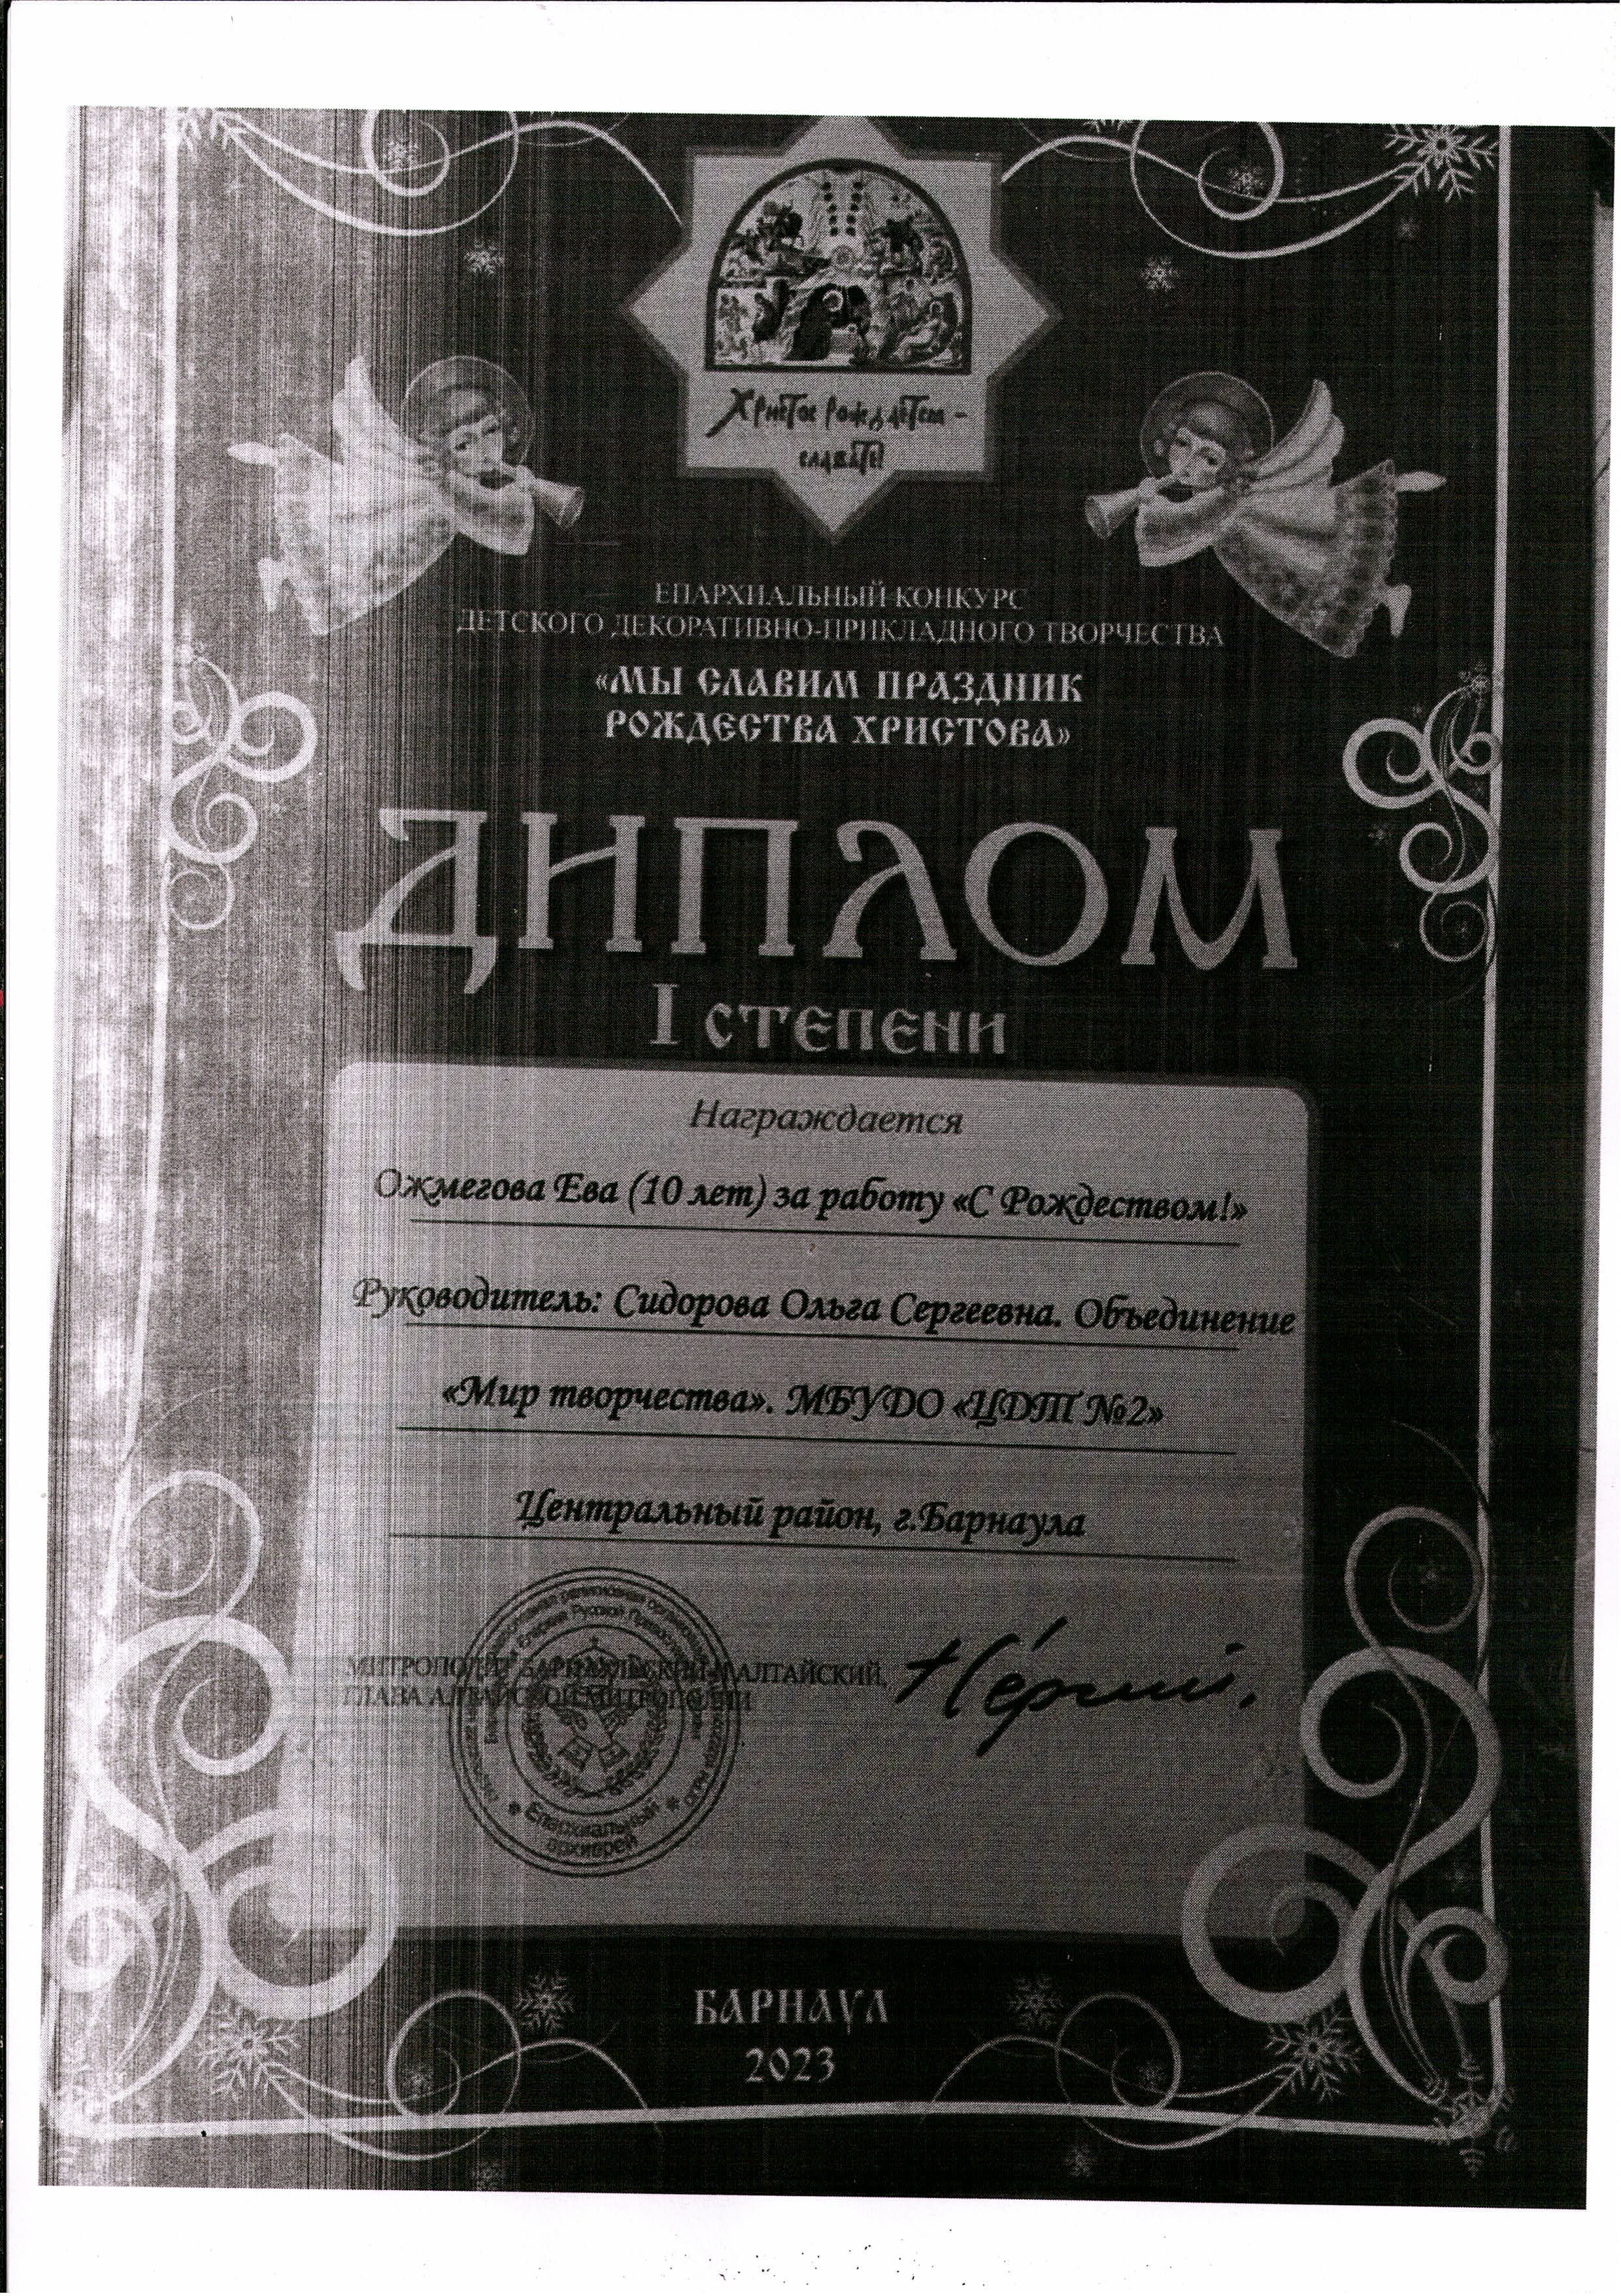 Христос рождается -
славите!
ЕПАРХИАЛЬНЫЙ КОНКУРС
ДЕТСКОГО ДЕКОРАТИВНО-ПРИКЛАДНОГО ТВОРЧЕСТВА
«МЫ СЛАВИМ ПРАЗДНИК
РОЖДЕСТВА ХРИСТОВА»
ДИПЛОМ
I СТЕПЕНИ
Награждается
Ожмегова Ева (10 лет) за работу «С Рождеством!»
Руководитель: Сидорова Ольга Сергеевна. Объединение
«Мир творчества». МБУДО «ЦДТ №2»
Центральный район, г.Барнаула
МИТРОПОЛИТ БАРНАУЛЬСКИЙ И АЛТАЙСКИЙ,
ГЛАВА АЛТАЙСКОЙ МИТРОПОЛИИ
Епархиальный
архиерей
БАРНАУЛ
2023